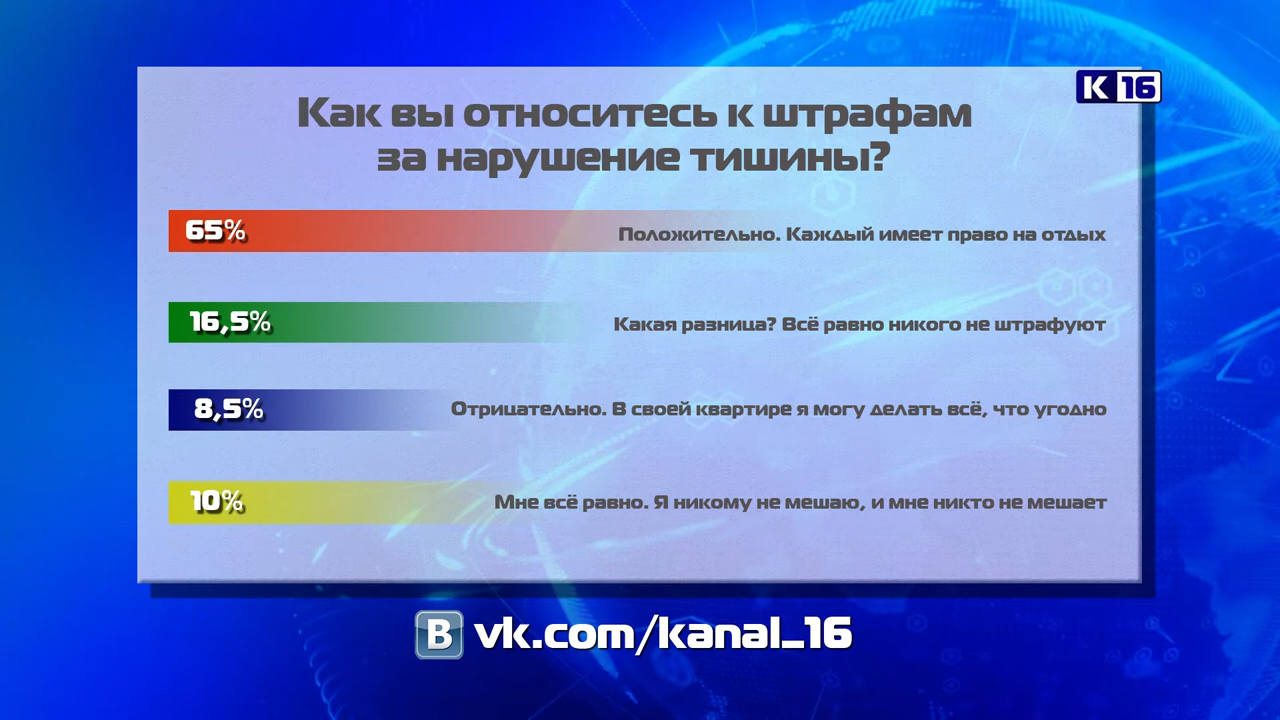 К 16
Как вы относитесь к штрафам
за нарушение тишины?
65% Положительно. Каждый имеет право на отдых
16,5% Какая разница? Всё равно никого не штрафуют
8,5% Отрицательно. В своей квартире я могу делать всё, что угодно
10% Мне всё равно. Я никому не мешаю, и мне никто не мешает
В vk.com/kanal_16